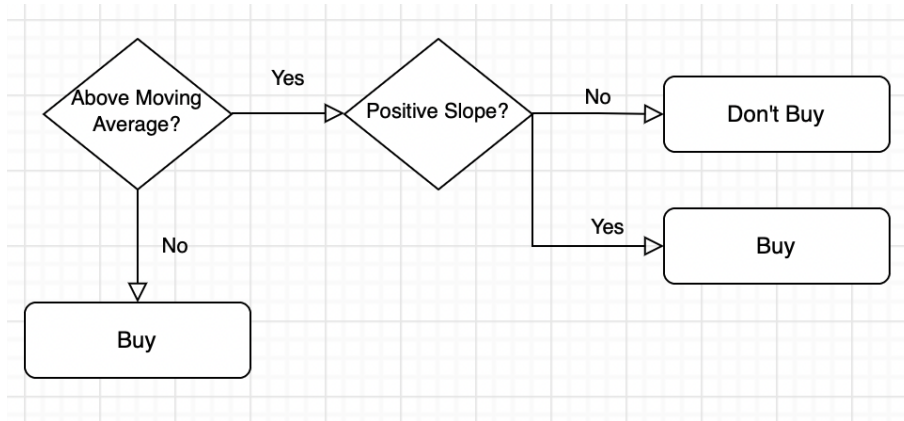 Above Moving
Average?
Yes
Positive Slope?
No
Don't Buy
Yes
Buy
No
Buy